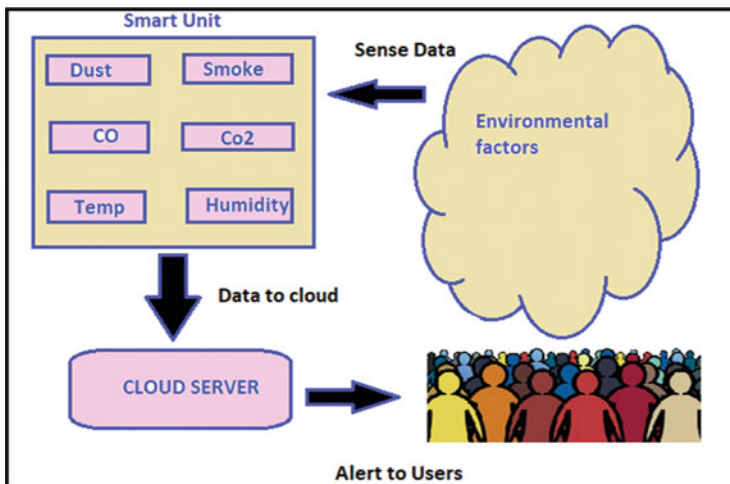 Smart Unit
Sense Data
Dust
Smoke
CO
Co2
Temp
Humidity
Environmental
factors
Data to cloud
CLOUD SERVER
Alert to Users